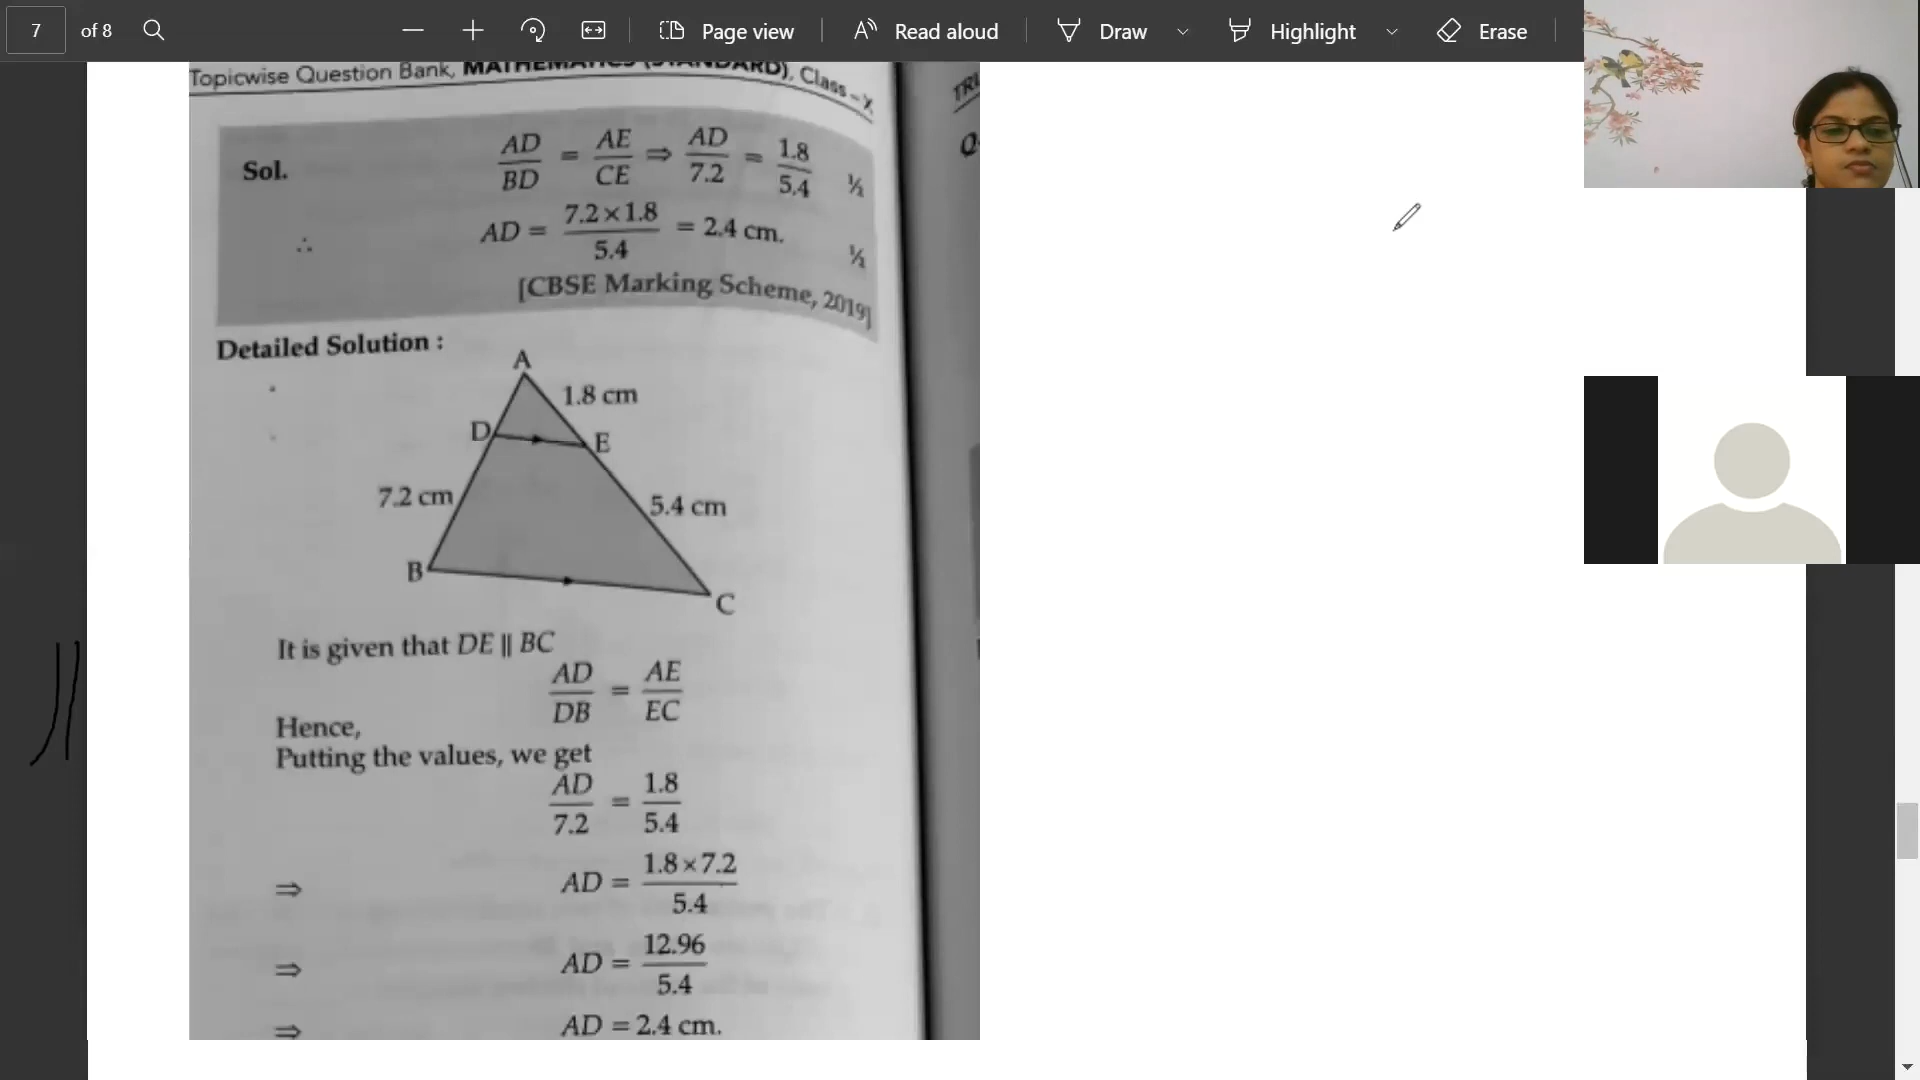 7 of 8 Page view Read aloud Draw Highlight Erase
Topicwise Question Bank, MATHEMATICS (STANDARD), Class – X
TRI
Q
Sol. AD/BD = AE/CE ⇒ AD/7.2 = 1.8/5.4 ½
∴ AD = 7.2 × 1.8/5.4 = 2.4 cm. ½
[CBSE Marking Scheme, 2019]
Detailed Solution :
A
1.8 cm
D
E
7.2 cm
5.4 cm
B
C
It is given that DE || BC
Hence, AD/DB = AE/EC
Putting the values, we get
AD/7.2 = 1.8/5.4
⇒ AD = 1.8 × 7.2/5.4
⇒ AD = 12.96/5.4
⇒ AD = 2.4 cm.